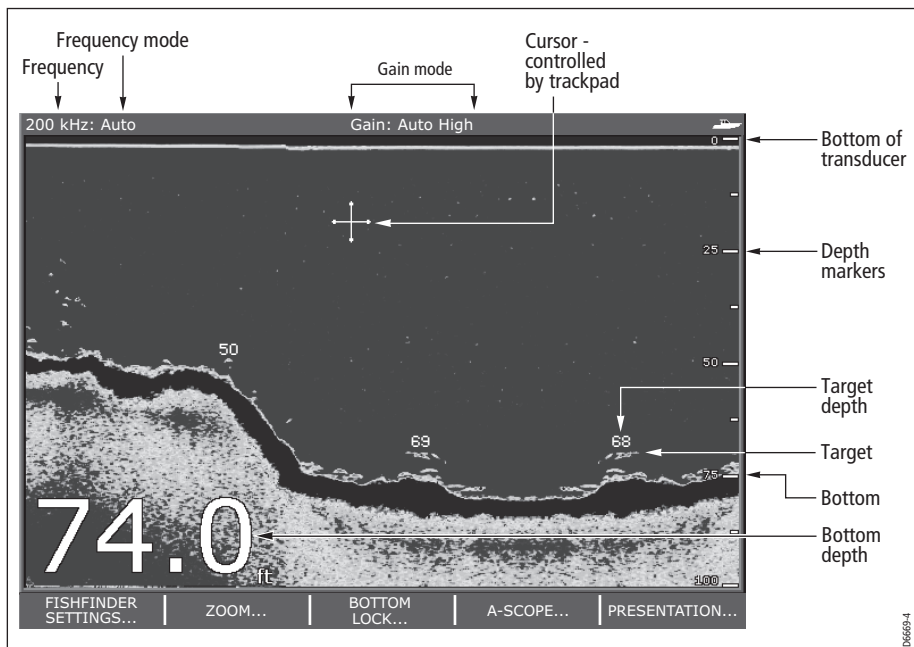 Frequency mode
Frequency
Gain mode
Cursor -
controlled
by trackpad
200 kHz: Auto
Gain: Auto High
0
Bottom of
transducer
25
Depth
markers
50
50
Target
depth
69
68
Target
75
Bottom
74.0 ft
Bottom
depth
100
FISHFINDER
SETTINGS...
ZOOM...
BOTTOM
LOCK...
A-SCOPE...
PRESENTATION...
D6669-4